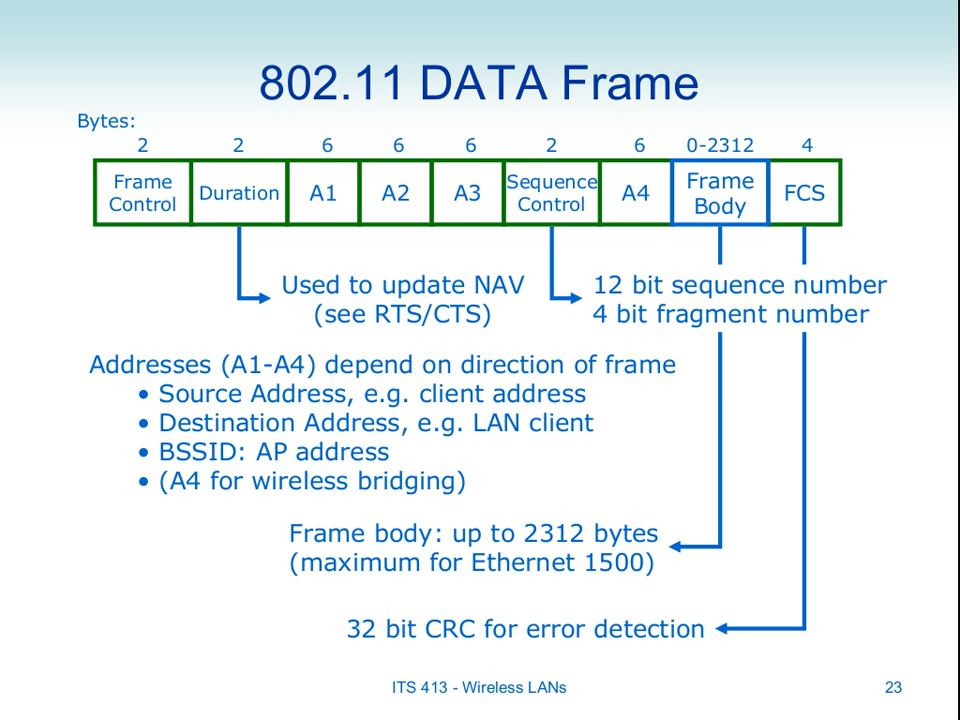 802.11 DATA Frame
Bytes:
2 2 6 6 6 2 6 0-2312 4
Frame Control Duration A1 A2 A3 Sequence Control A4 Frame Body FCS
Used to update NAV
(see RTS/CTS)
12 bit sequence number
4 bit fragment number
Addresses (A1-A4) depend on direction of frame
• Source Address, e.g. client address
• Destination Address, e.g. LAN client
• BSSID: AP address
• (A4 for wireless bridging)
Frame body: up to 2312 bytes
(maximum for Ethernet 1500)
32 bit CRC for error detection
ITS 413 - Wireless LANs
23